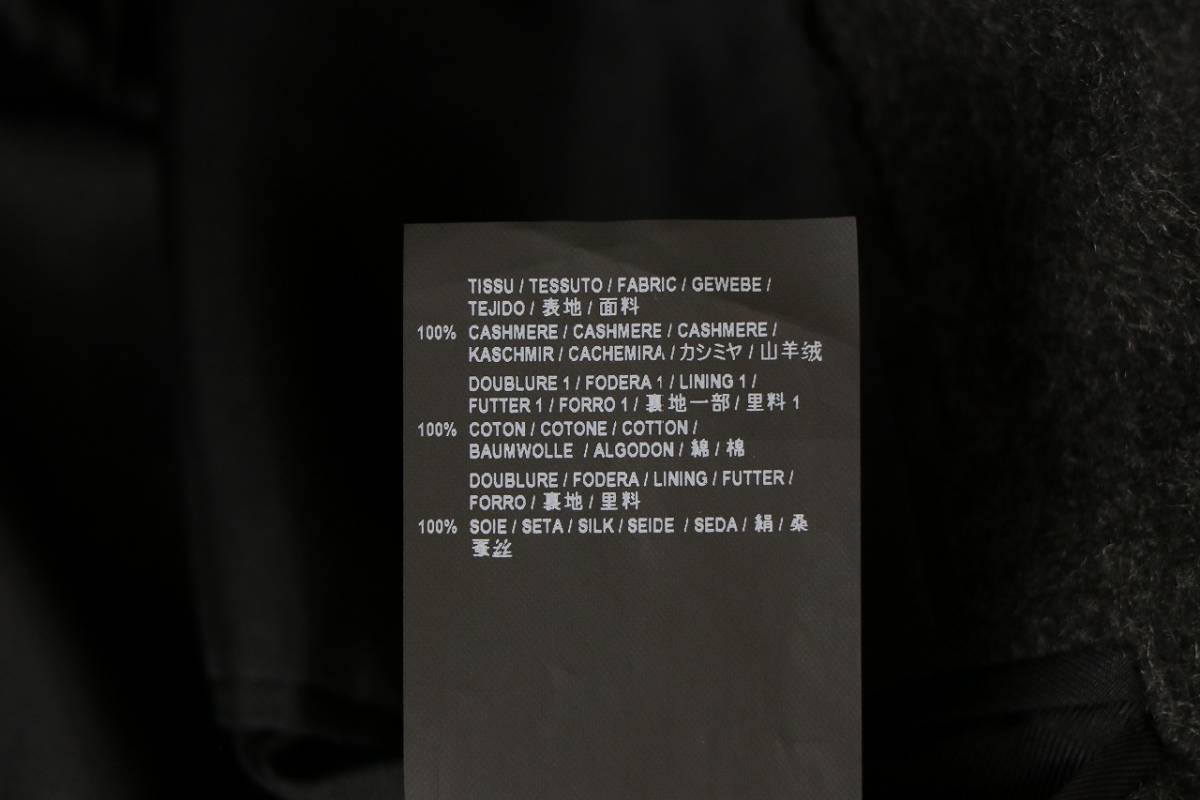 TISSU / TESSUTO / FABRIC / GEWEBE /
TEJIDO / 表地 / 面料
100% CASHMERE / CASHMERE / CASHMERE /
KASCHMIR / CACHEMIRA / カシミヤ / 山羊绒
DOUBLURE 1 / FODERA 1 / LINING 1 /
FUTTER 1 / FORRO 1 / 裏地一部 / 里料 1
100% COTON / COTONE / COTTON /
BAUMWOLLE / ALGODON / 綿 / 棉
DOUBLURE / FODERA / LINING / FUTTER /
FORRO / 裏地 / 里料
100% SOIE / SETA / SILK / SEIDE / SEDA / 絹 / 桑
蚕丝